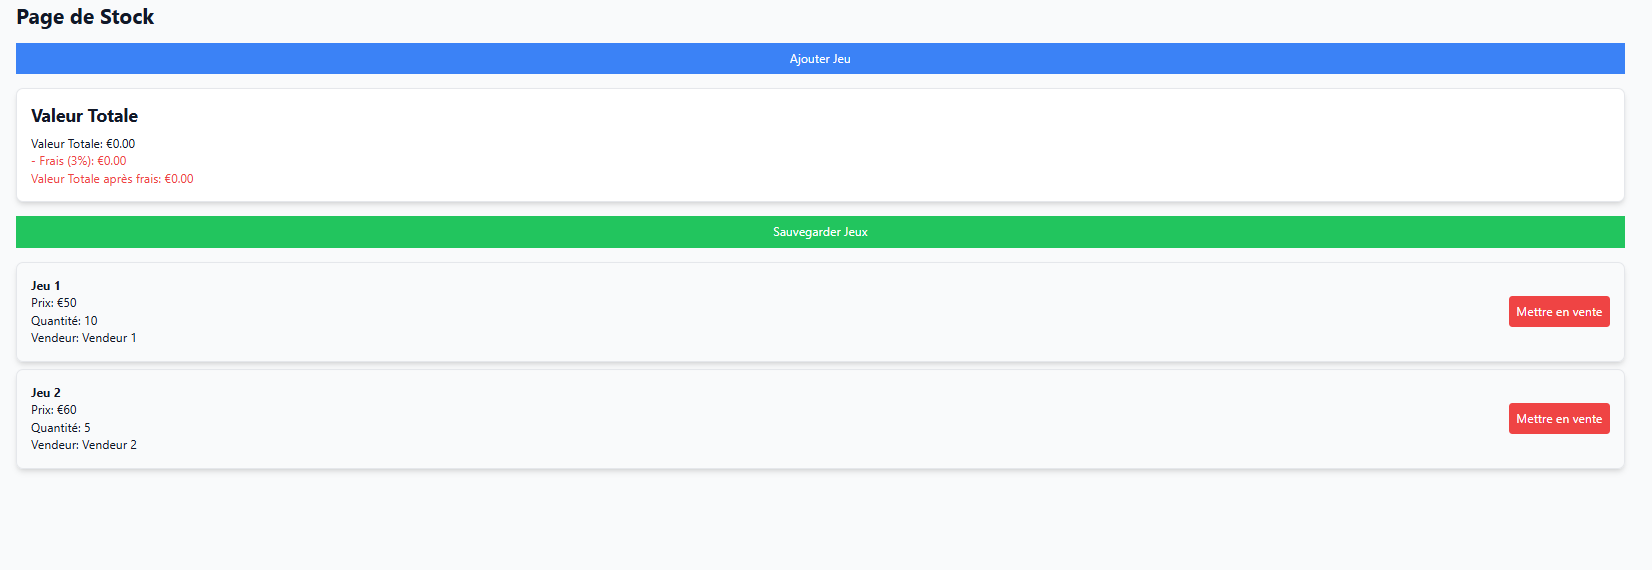 Page de Stock
Ajouter Jeu
Valeur Totale
Valeur Totale: €0.00
- Frais (3%): €0.00
Valeur Totale après frais: €0.00
Sauvegarder Jeux
Jeu 1
Prix: €50
Quantité: 10
Vendeur: Vendeur 1
Mettre en vente
Jeu 2
Prix: €60
Quantité: 5
Vendeur: Vendeur 2
Mettre en vente